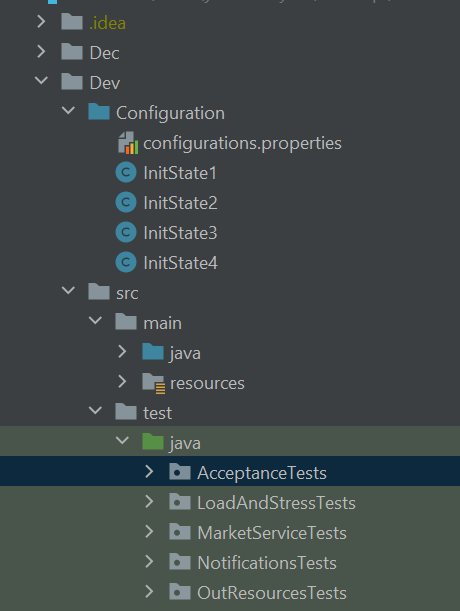 .idea
Dec
Dev
Configuration
configurations.properties
InitState1
InitState2
InitState3
InitState4
src
main
java
resources
test
java
AcceptanceTests
LoadAndStressTests
MarketServiceTests
NotificationsTests
OutResourcesTests